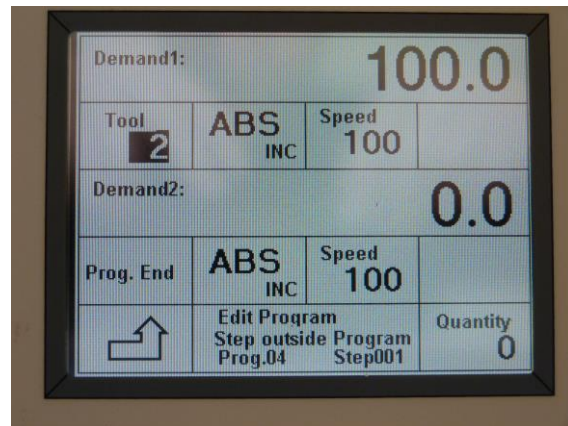 Demand1: 100.0
Tool 2 ABS INC Speed 100
Demand2: 0.0
Prog. End ABS INC Speed 100
Edit Program
Step outside Program
Prog.04 Step001
Quantity 0